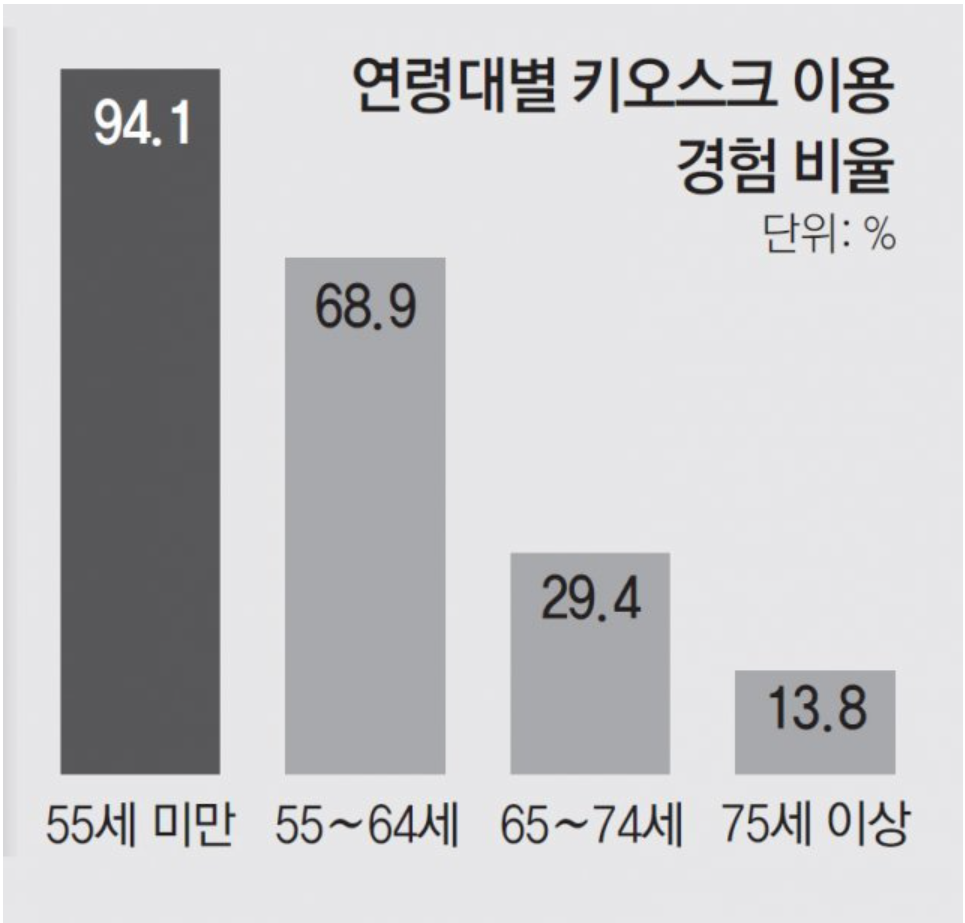 연령대별 키오스크 이용
경험 비율
단위: %
94.1
68.9
29.4
13.8
55세 미만
55~64세
65~74세
75세 이상